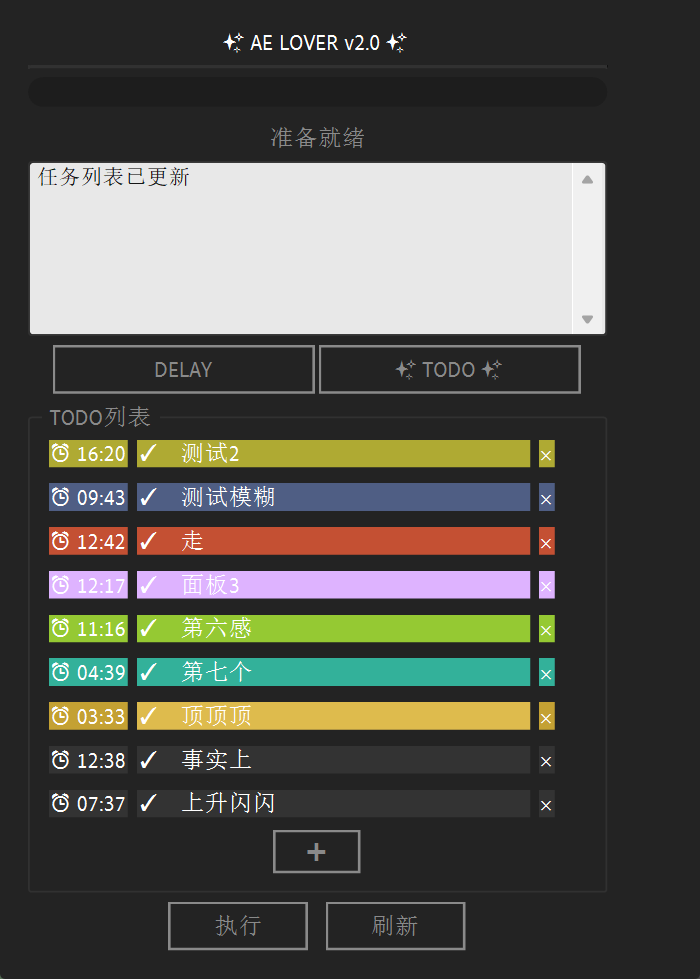 AE LOVER v2.0
准备就绪
任务列表已更新
DELAY TODO
TODO列表
16:20 ✓ 测试2 ×
09:43 ✓ 测试模糊 ×
12:42 ✓ 走 ×
12:17 ✓ 面板3 ×
11:16 ✓ 第六感 ×
04:39 ✓ 第七个 ×
03:33 ✓ 顶顶顶 ×
12:38 ✓ 事实上 ×
07:37 ✓ 上升闪闪 ×
+
执行 刷新